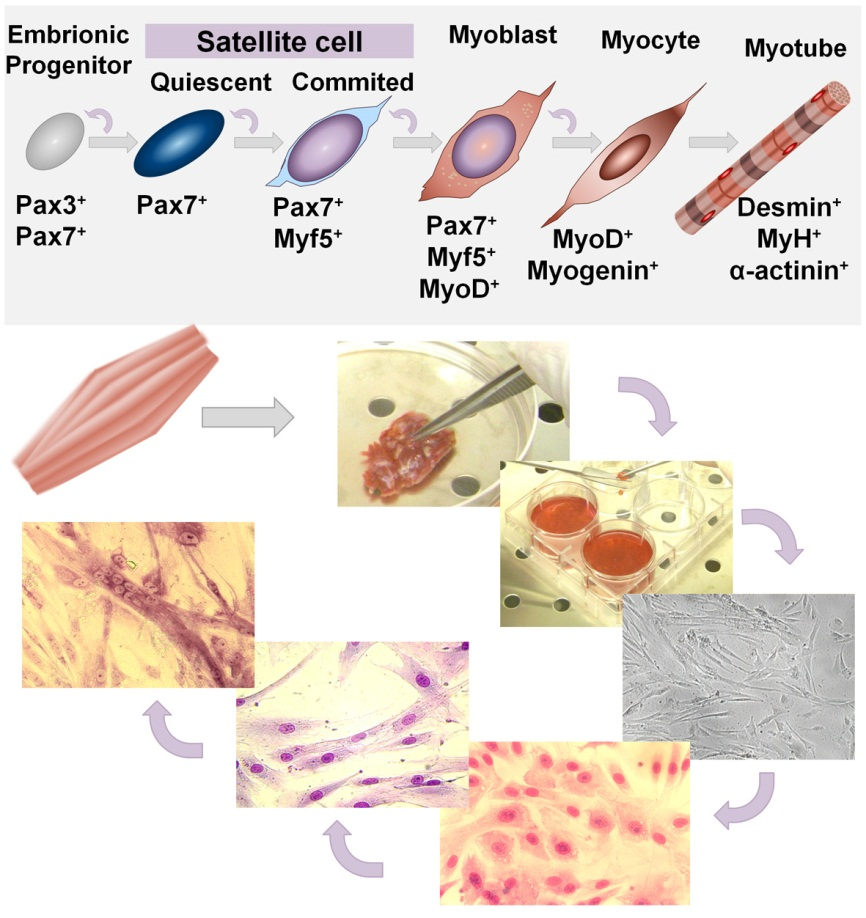 Embrionic
Progenitor
Satellite cell
Quiescent
Commited
Myoblast
Myocyte
Myotube
Pax3⁺
Pax7⁺
Pax7⁺
Pax7⁺
Myf5⁺
Pax7⁺
Myf5⁺
MyoD⁺
MyoD⁺
Myogenin⁺
Desmin⁺
MyH⁺
α-actinin⁺